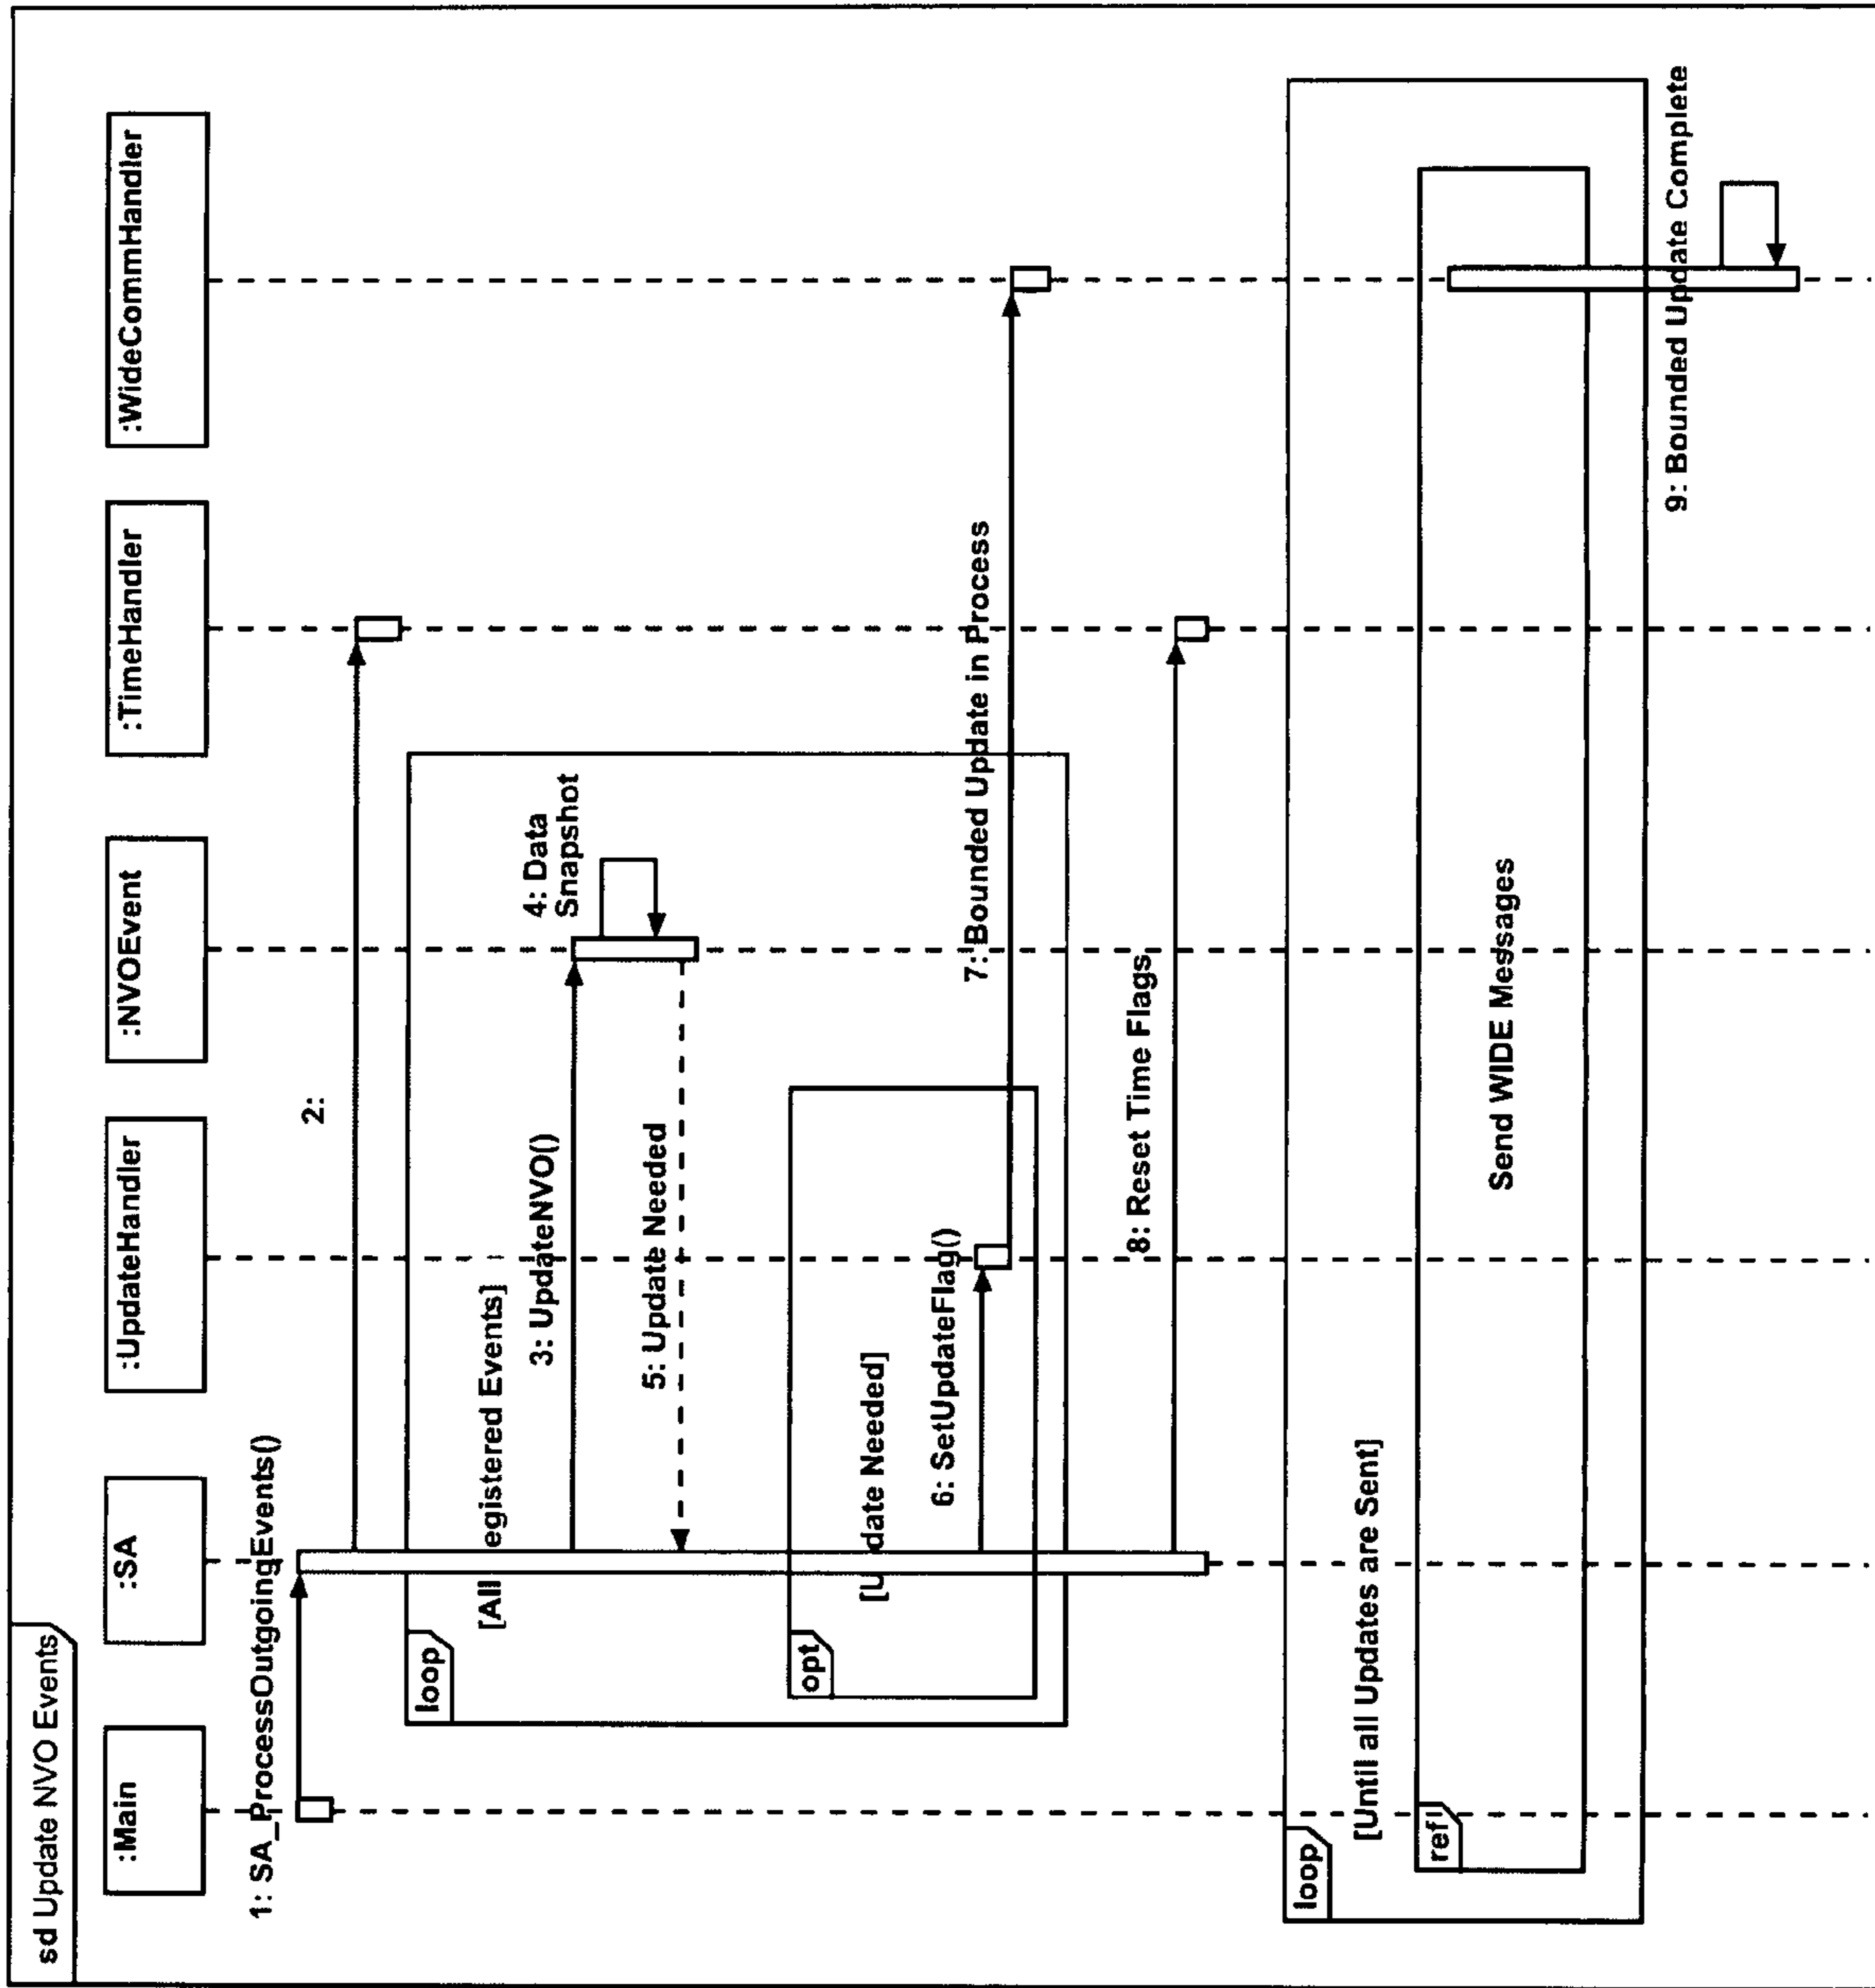 sd Update NVO Events
:Main
:SA
:UpdateHandler
:NVOEvent
:TimeHandler
:WideCommHandler
1: SA_ProcessOutgoingEvents()
2:
loop
[All egistered Events]
3: UpdateNVO()
4: Data
Snapshot
5: Update Needed
opt
[U date Needed]
6: SetUpdateFlag()
7: Bounded Update in Process
8: Reset Time Flags
loop
[Until all Updates are Sent]
ref
Send WIDE Messages
9: Bounded Update Complete